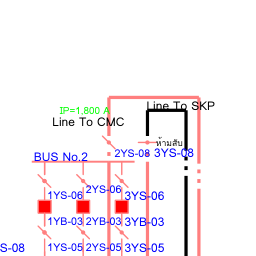 IP=1,800 A
Line To SKP
Line To CMC
ห้ามสับ
BUS No.2
2YS-08
3YS-08
1YS-06
2YS-06
3YS-06
1YB-03
2YB-03
3YB-03
YS-08
1YS-05
2YS-05
3YS-05